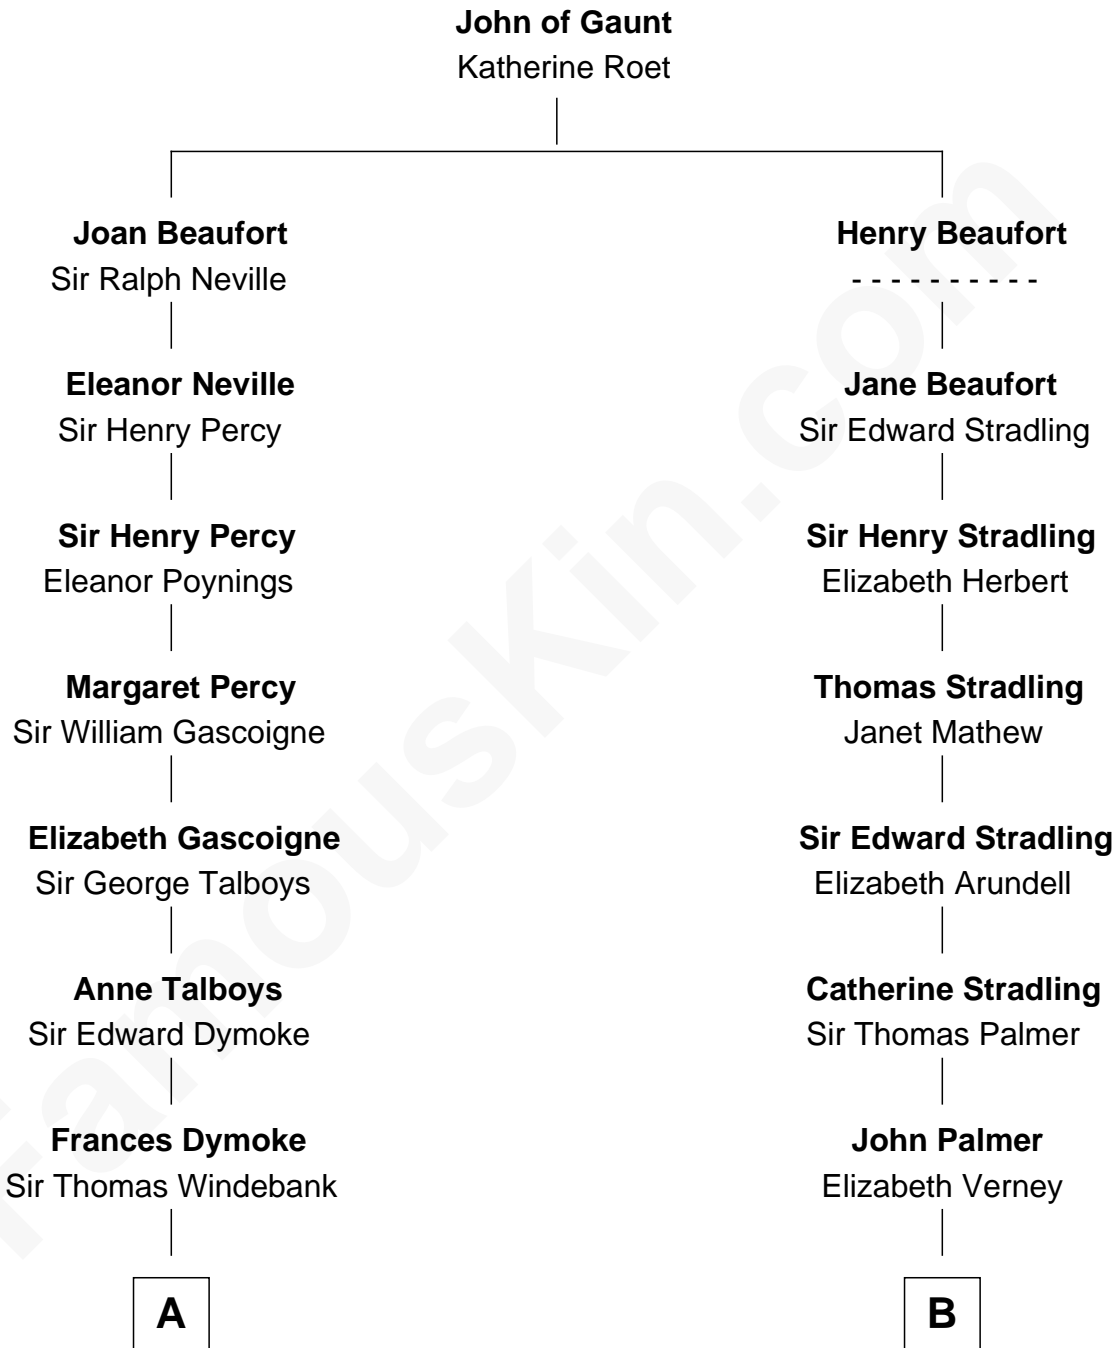 John of Gaunt
Katherine Roet
Joan Beaufort
Sir Ralph Neville
Henry Beaufort
- - - - - - - - - -
Eleanor Neville
Sir Henry Percy
Jane Beaufort
Sir Edward Stradling
Sir Henry Percy
Eleanor Poynings
Sir Henry Stradling
Elizabeth Herbert
Margaret Percy
Sir William Gascoigne
Thomas Stradling
Janet Mathew
Elizabeth Gascoigne
Sir George Talboys
Sir Edward Stradling
Elizabeth Arundell
Anne Talboys
Sir Edward Dymoke
Catherine Stradling
Sir Thomas Palmer
Frances Dymoke
Sir Thomas Windebank
John Palmer
Elizabeth Verney
A
B
FamousKin.com